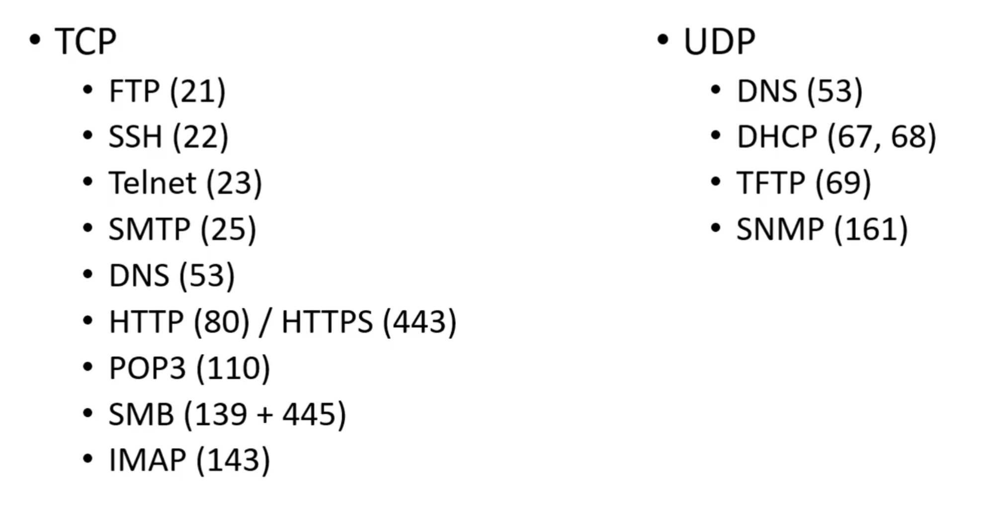 • TCP
• FTP (21)
• SSH (22)
• Telnet (23)
• SMTP (25)
• DNS (53)
• HTTP (80) / HTTPS (443)
• POP3 (110)
• SMB (139 + 445)
• IMAP (143)
• UDP
• DNS (53)
• DHCP (67, 68)
• TFTP (69)
• SNMP (161)